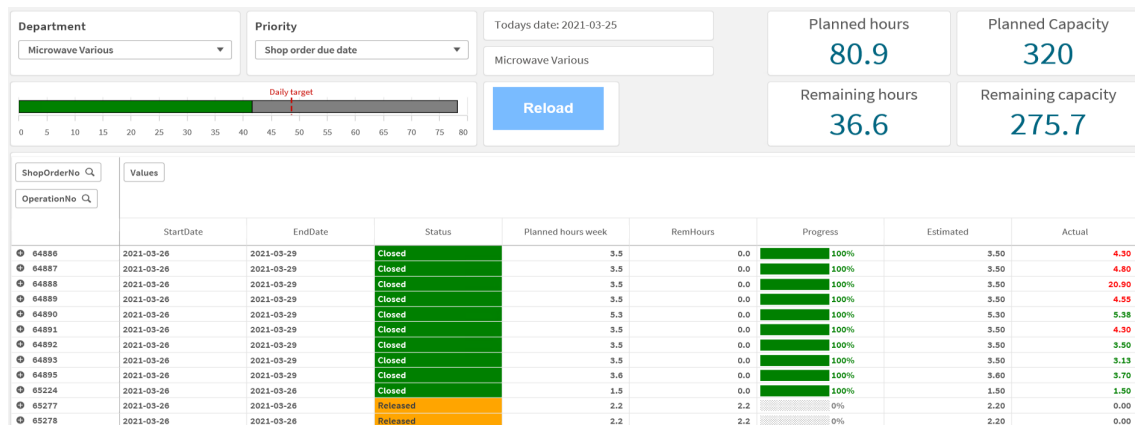 Department
Microwave Various
Priority
Shop order due date
Todays date: 2021-03-25
Microwave Various
Planned hours
80.9
Planned Capacity
320
Daily target
0 5 10 15 20 25 30 35 40 45 50 55 60 65 70 75 80
Reload
Remaining hours
36.6
Remaining capacity
275.7
ShopOrderNo
Values
OperationNo
StartDate EndDate Status Planned hours week RemHours Progress Estimated Actual
64886 2021-03-26 2021-03-29 Closed 3.5 0.0 100% 3.50 4.30
64887 2021-03-26 2021-03-29 Closed 3.5 0.0 100% 3.50 4.80
64888 2021-03-26 2021-03-29 Closed 3.5 0.0 100% 3.50 20.90
64889 2021-03-26 2021-03-29 Closed 3.5 0.0 100% 3.50 4.55
64890 2021-03-26 2021-03-29 Closed 5.3 0.0 100% 5.30 5.38
64891 2021-03-26 2021-03-29 Closed 3.5 0.0 100% 3.50 4.30
64892 2021-03-26 2021-03-29 Closed 3.5 0.0 100% 3.50 3.50
64893 2021-03-26 2021-03-29 Closed 3.5 0.0 100% 3.50 3.13
64895 2021-03-26 2021-03-29 Closed 3.6 0.0 100% 3.60 3.70
65224 2021-03-26 2021-03-26 Closed 1.5 0.0 100% 1.50 1.50
65277 2021-03-26 2021-03-26 Released 2.2 2.2 0% 2.20 0.00
65278 2021-03-26 2021-03-26 Released 2.2 2.2 0% 2.20 0.00